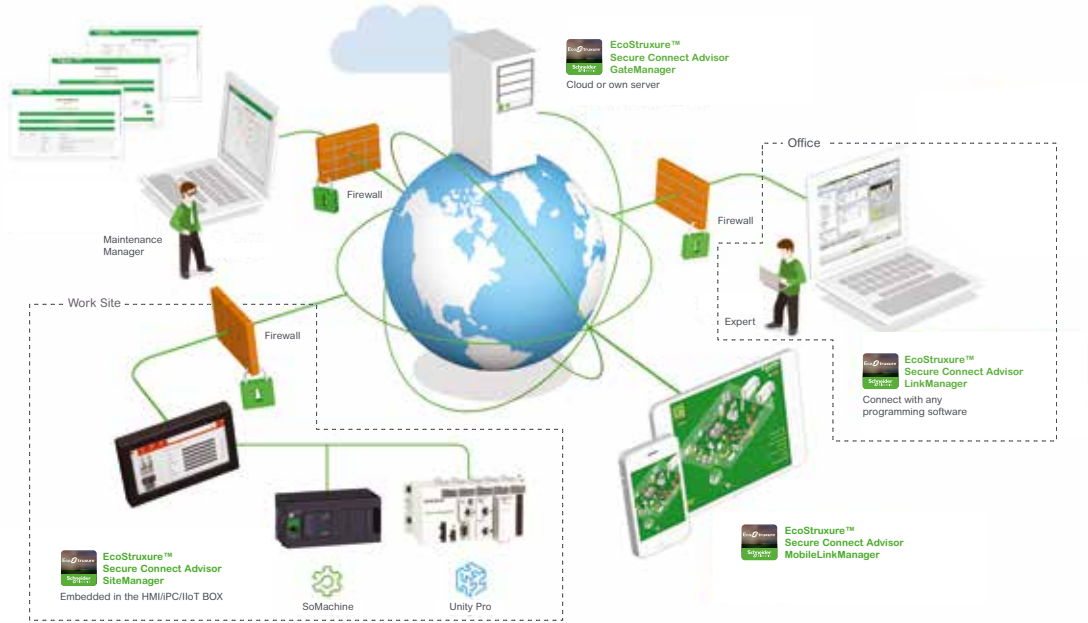 EcoStruxure™
Secure Connect Advisor
GateManager
Cloud or own server
Office
Firewall
Firewall
Maintenance
Manager
Work Site
Firewall
Expert
EcoStruxure™
Secure Connect Advisor
LinkManager
Connect with any
programming software
EcoStruxure™
Secure Connect Advisor
MobileLinkManager
EcoStruxure™
Secure Connect Advisor
SiteManager
Embedded in the HMI/iPC/IIoT BOX
SoMachine
Unity Pro